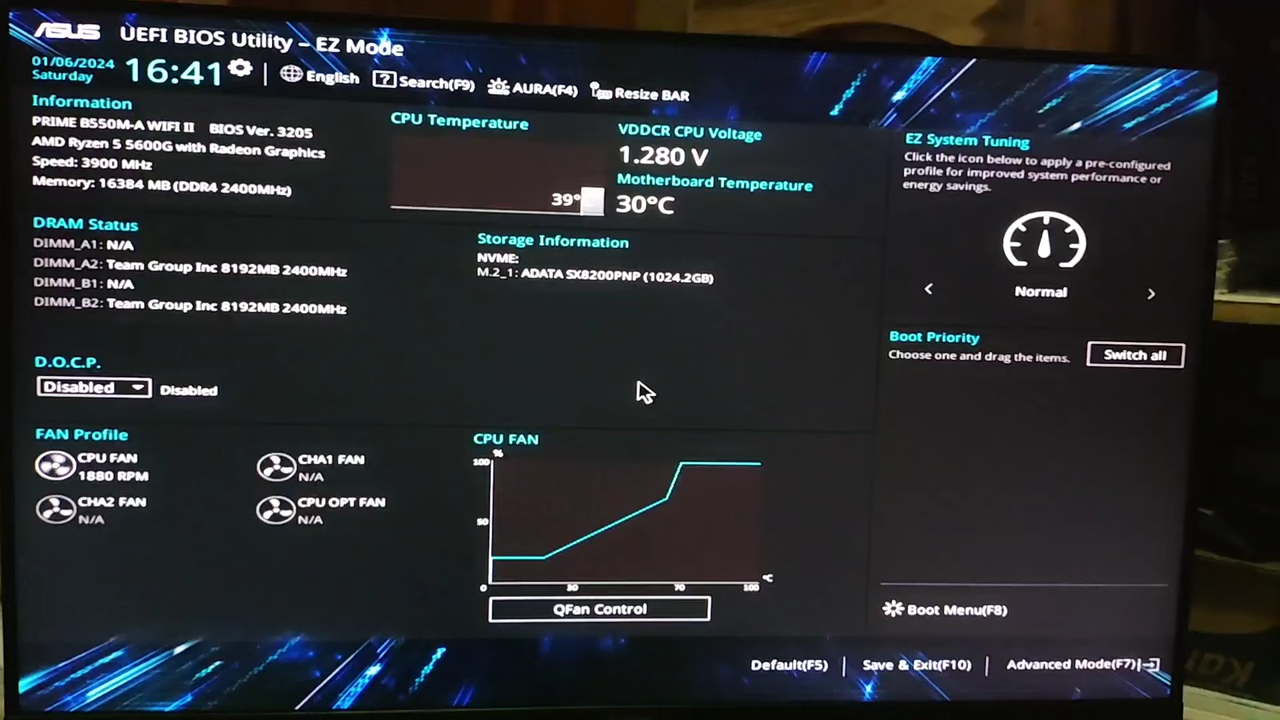 ASUS UEFI BIOS Utility – EZ Mode
01/06/2024
Saturday
16:41
English
Search(F9)
AURA(F4)
Resize BAR
Information
PRIME B550M-A WIFI II BIOS Ver. 3205
AMD Ryzen 5 5600G with Radeon Graphics
Speed: 3900 MHz
Memory: 16384 MB (DDR4 2400MHz)
CPU Temperature
39°
VDDCR CPU Voltage
1.280 V
Motherboard Temperature
30°C
EZ System Tuning
Click the icon below to apply a pre-configured
profile for improved system performance or
energy savings.
Normal
DRAM Status
DIMM_A1: N/A
DIMM_A2: Team Group Inc 8192MB 2400MHz
DIMM_B1: N/A
DIMM_B2: Team Group Inc 8192MB 2400MHz
Storage Information
NVME:
M.2_1: ADATA SX8200PNP (1024.2GB)
Boot Priority
Choose one and drag the items.
Switch all
D.O.C.P.
Disabled
Disabled
FAN Profile
CPU FAN
1880 RPM
CHA1 FAN
N/A
CHA2 FAN
N/A
CPU OPT FAN
N/A
CPU FAN
%
100
50
0
30
70
100
°C
QFan Control
Boot Menu(F8)
Default(F5)
Save & Exit(F10)
Advanced Mode(F7)